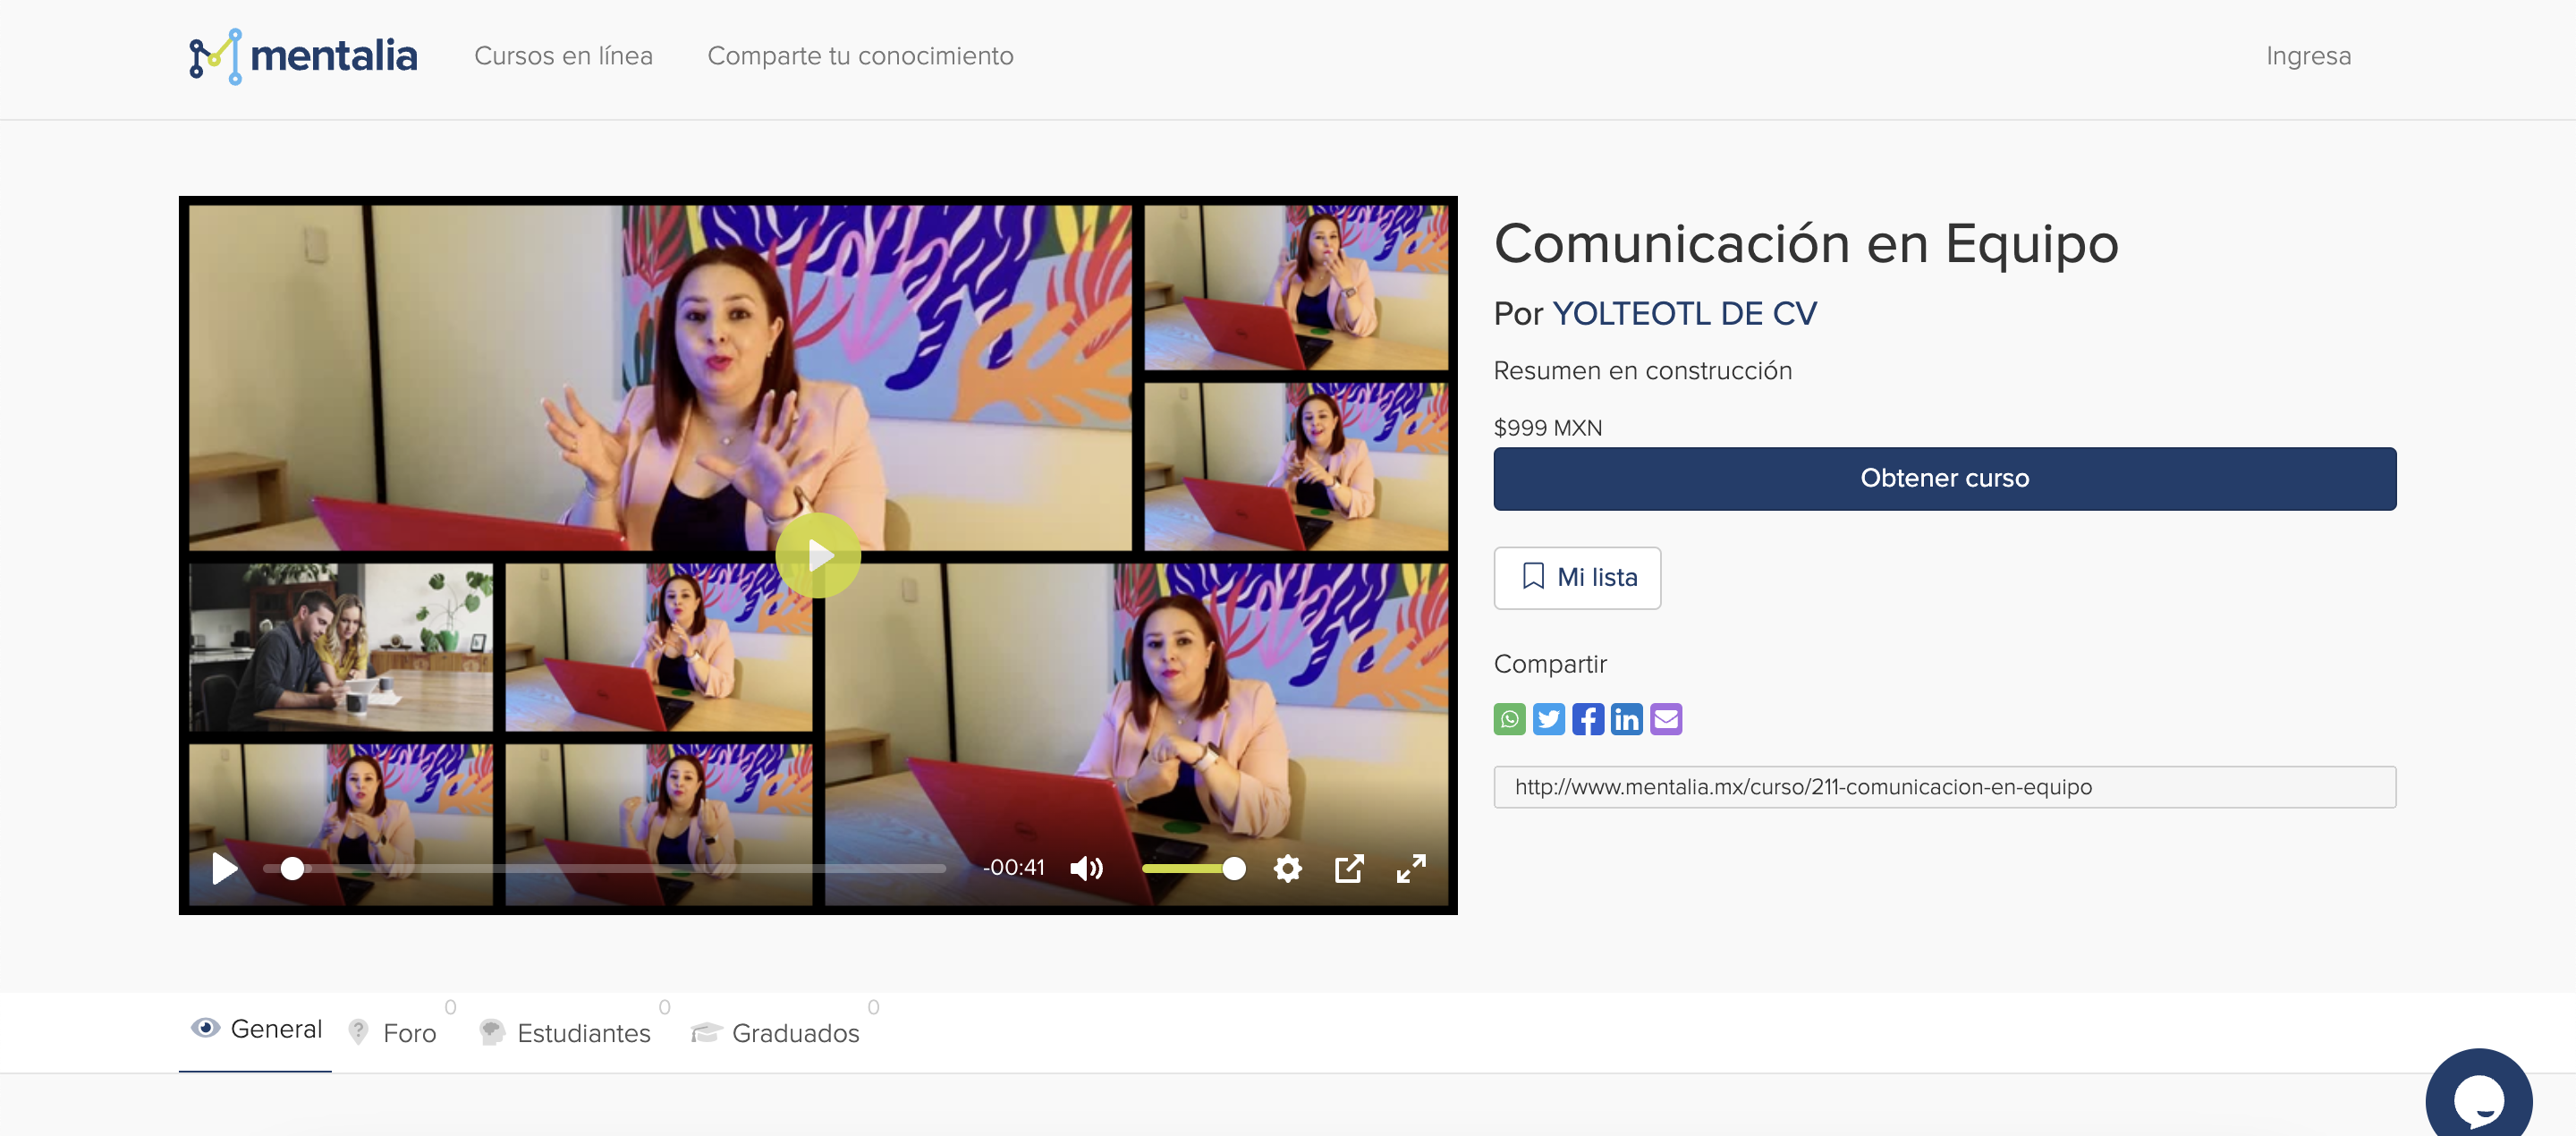 mentalia
Cursos en línea
Comparte tu conocimiento
Ingresa
Comunicación en Equipo
Por YOLTEOTL DE CV
Resumen en construcción
$999 MXN
Obtener curso
Mi lista
Compartir
http://www.mentalia.mx/curso/211-comunicacion-en-equipo
-00:41
General
Foro 0
Estudiantes 0
Graduados 0